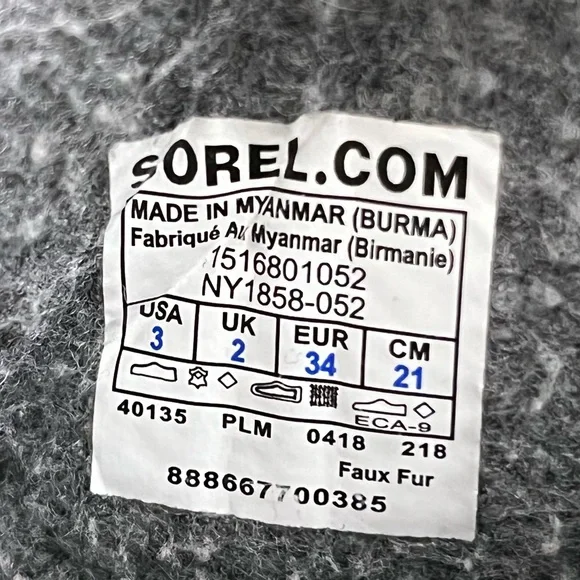 SOREL.COM
MADE IN MYANMAR (BURMA)
Fabriqué Au Myanmar (Birmanie)
1516801052
NY1858-052
USA UK EUR CM
3 2 34 21
ECA-9
40135 PLM 0418 218
Faux Fur
888667700385